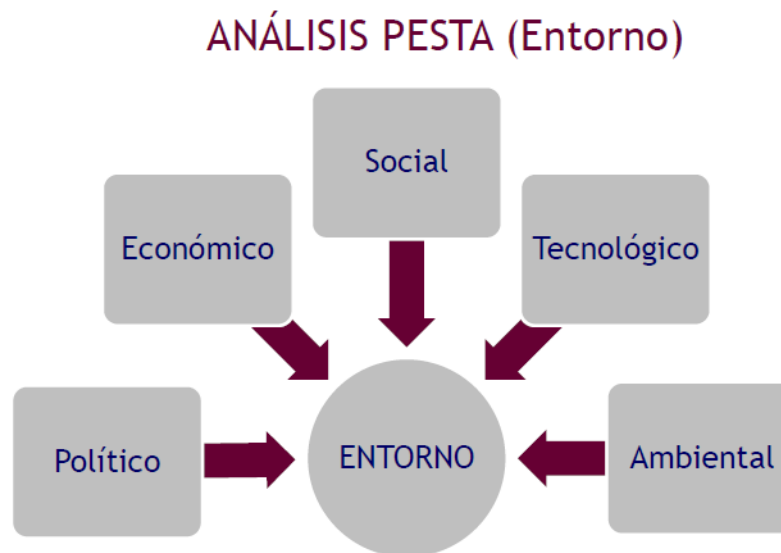 ANÁLISIS PESTA (Entorno)
Social
Económico
Tecnológico
Político
ENTORNO
Ambiental